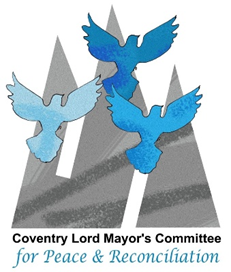 Coventry Lord Mayor's Committee
for Peace & Reconciliation